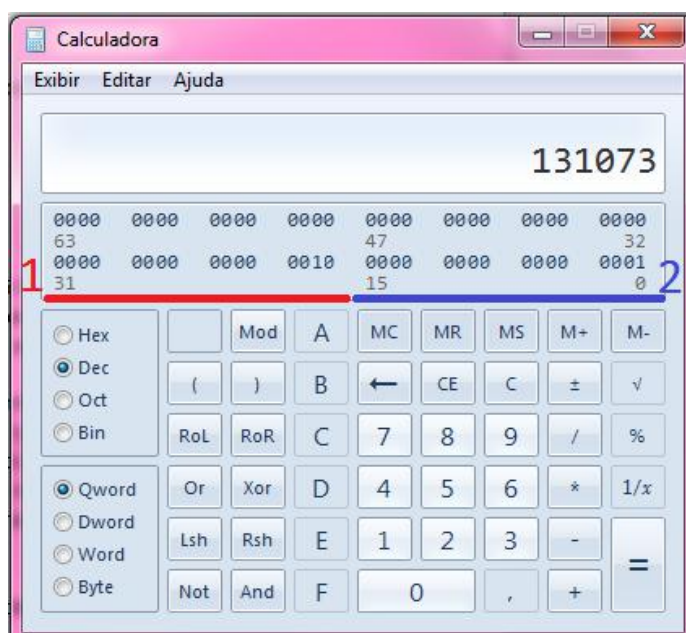 Calculadora
Exibir Editar Ajuda
131073
0000 0000 0000 0000 0000 0000 0000 0000
63 47 32
0000 0000 0000 0010 0000 0000 0000 0001
31 15 0
1 2
Hex Mod A MC MR MS M+ M-
Dec ( ) B ← CE C ± √
Oct
Bin RoL RoR C 7 8 9 / %
Qword Or Xor D 4 5 6 * 1/x
Dword
Word Lsh Rsh E 1 2 3 - =
Byte Not And F 0 , +